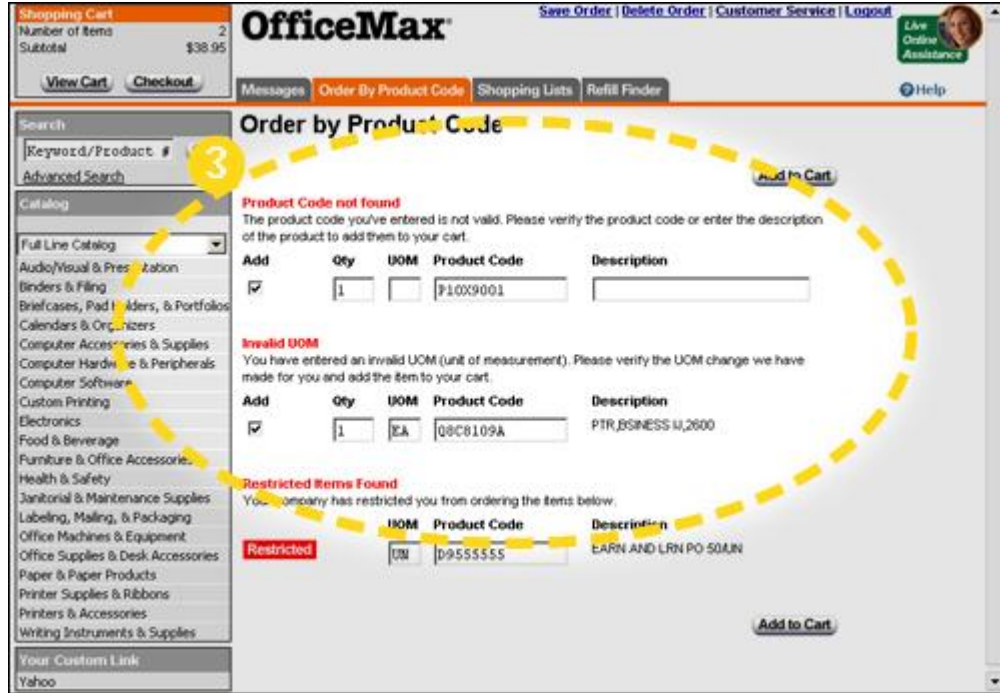 Shopping Cart
Number of Items 2
Subtotal $38.95
View Cart Checkout
OfficeMax
Save Order | Delete Order | Customer Service | Logout
Live
Online
Assistance
Messages Order By Product Code Shopping Lists Refill Finder
Help
Search
Keyword/Product #
Advanced Search
Catalog
Full Line Catalog
Audio/Visual & Presentation
Binders & Filing
Briefcases, Pad Holders, & Portfolios
Calendars & Organizers
Computer Accessories & Supplies
Computer Hardware & Peripherals
Computer Software
Custom Printing
Electronics
Food & Beverage
Furniture & Office Accessories
Health & Safety
Janitorial & Maintenance Supplies
Labeling, Mailing, & Packaging
Office Machines & Equipment
Office Supplies & Desk Accessories
Paper & Paper Products
Printer Supplies & Ribbons
Printers & Accessories
Writing Instruments & Supplies
Your Custom Link
Yahoo
Order by Product Code
3
Add to Cart
Product Code not found
The product code you've entered is not valid. Please verify the product code or enter the description
of the product to add them to your cart.
Add Qty UOM Product Code Description
1 P10X9001
Invalid UOM
You have entered an invalid UOM (unit of measurement). Please verify the UOM change we have
made for you and add the item to your cart.
Add Qty UOM Product Code Description
1 EA Q8C8109A PTR,BSINESS IJ,2600
Restricted Items Found
Your company has restricted you from ordering the items below.
UOM Product Code Description
Restricted UN D9555555 EARN AND LRN PO 50/UN
Add to Cart